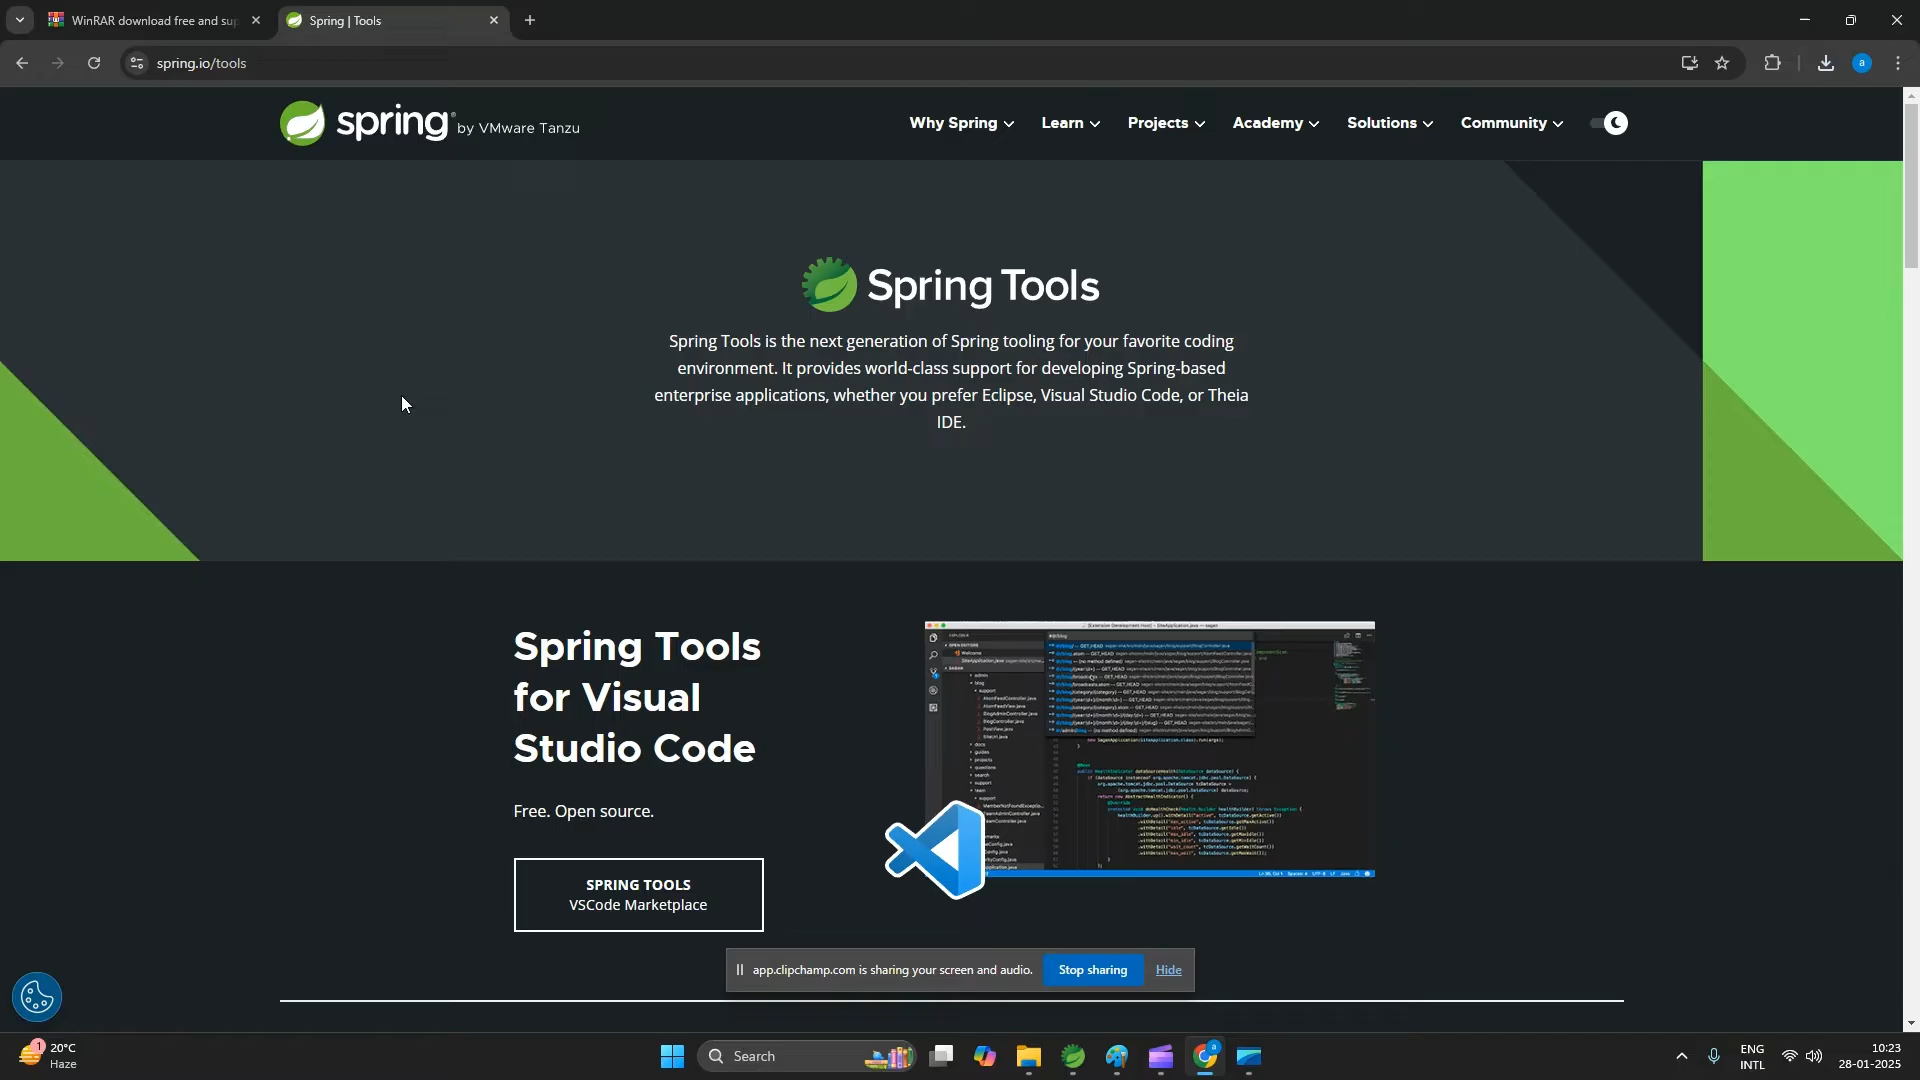 WinRAR download free and sup
Spring | Tools
spring.io/tools
a
spring by VMware Tanzu
Why Spring
Learn
Projects
Academy
Solutions
Community
Spring Tools
Spring Tools is the next generation of Spring tooling for your favorite coding
environment. It provides world-class support for developing Spring-based
enterprise applications, whether you prefer Eclipse, Visual Studio Code, or Theia
IDE.
Spring Tools
for Visual
Studio Code
Free. Open source.
SPRING TOOLS
VSCode Marketplace
app.clipchamp.com is sharing your screen and audio.
Stop sharing
Hide
1
20°C
Haze
Search
a
ENG
INTL
10:23
28-01-2025